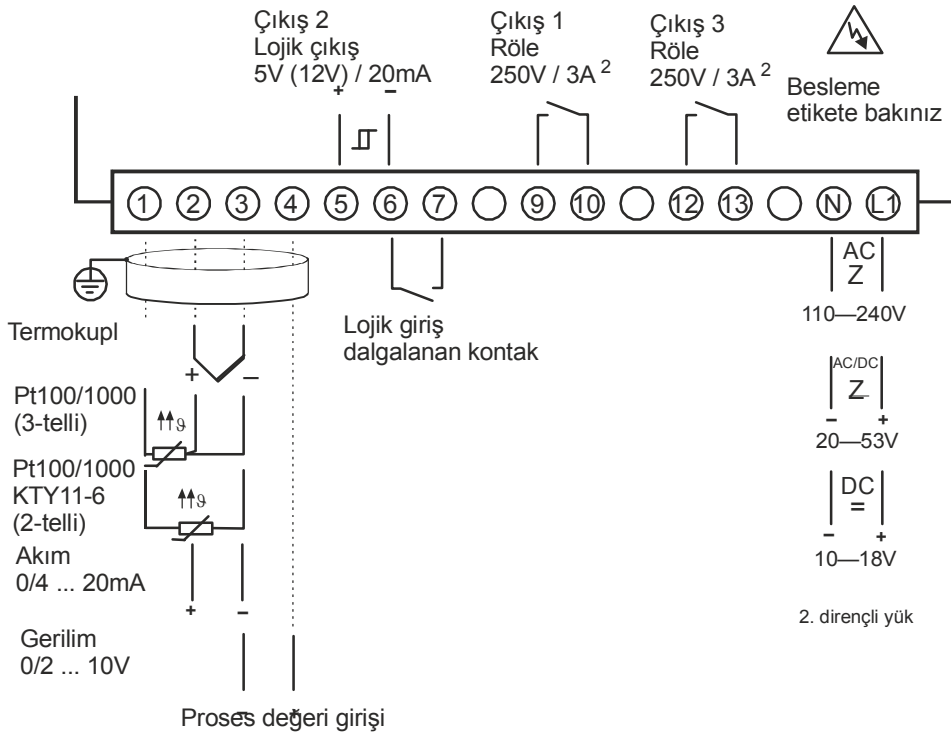 Çıkış 2
Lojik çıkış
5V (12V) / 20mA
+ −
Çıkış 1
Röle
250V / 3A 2
Çıkış 3
Röle
250V / 3A 2
Besleme
etikete bakınız
1 2 3 4 5 6 7 9 10 12 13 N L1
Termokupl
+ −
Pt100/1000
(3-telli)
ϑ
Pt100/1000
KTY11-6
(2-telli)
ϑ
Akım
0/4 ... 20mA
+ −
Gerilim
0/2 ... 10V
− +
Proses değeri girişi
Lojik giriş
dalgalanan kontak
AC
Z
110—240V
AC/DC
Z
− +
20—53V
DC
=
− +
10—18V
2. dirençli yük